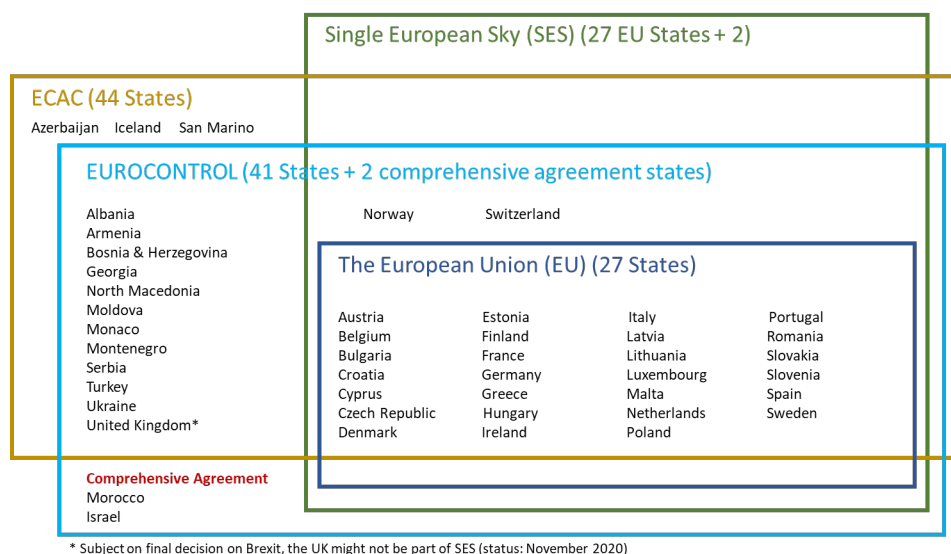 Single European Sky (SES) (27 EU States + 2)
ECAC (44 States)
Azerbaijan Iceland San Marino
EUROCONTROL (41 States + 2 comprehensive agreement states)
Albania
Armenia
Bosnia & Herzegovina
Georgia
North Macedonia
Moldova
Monaco
Montenegro
Serbia
Turkey
Ukraine
United Kingdom*
Norway Switzerland
The European Union (EU) (27 States)
Austria Estonia Italy Portugal
Belgium Finland Latvia Romania
Bulgaria France Lithuania Slovakia
Croatia Germany Luxembourg Slovenia
Cyprus Greece Malta Spain
Czech Republic Hungary Netherlands Sweden
Denmark Ireland Poland
Comprehensive Agreement
Morocco
Israel
* Subject on final decision on Brexit, the UK might not be part of SES (status: November 2020)